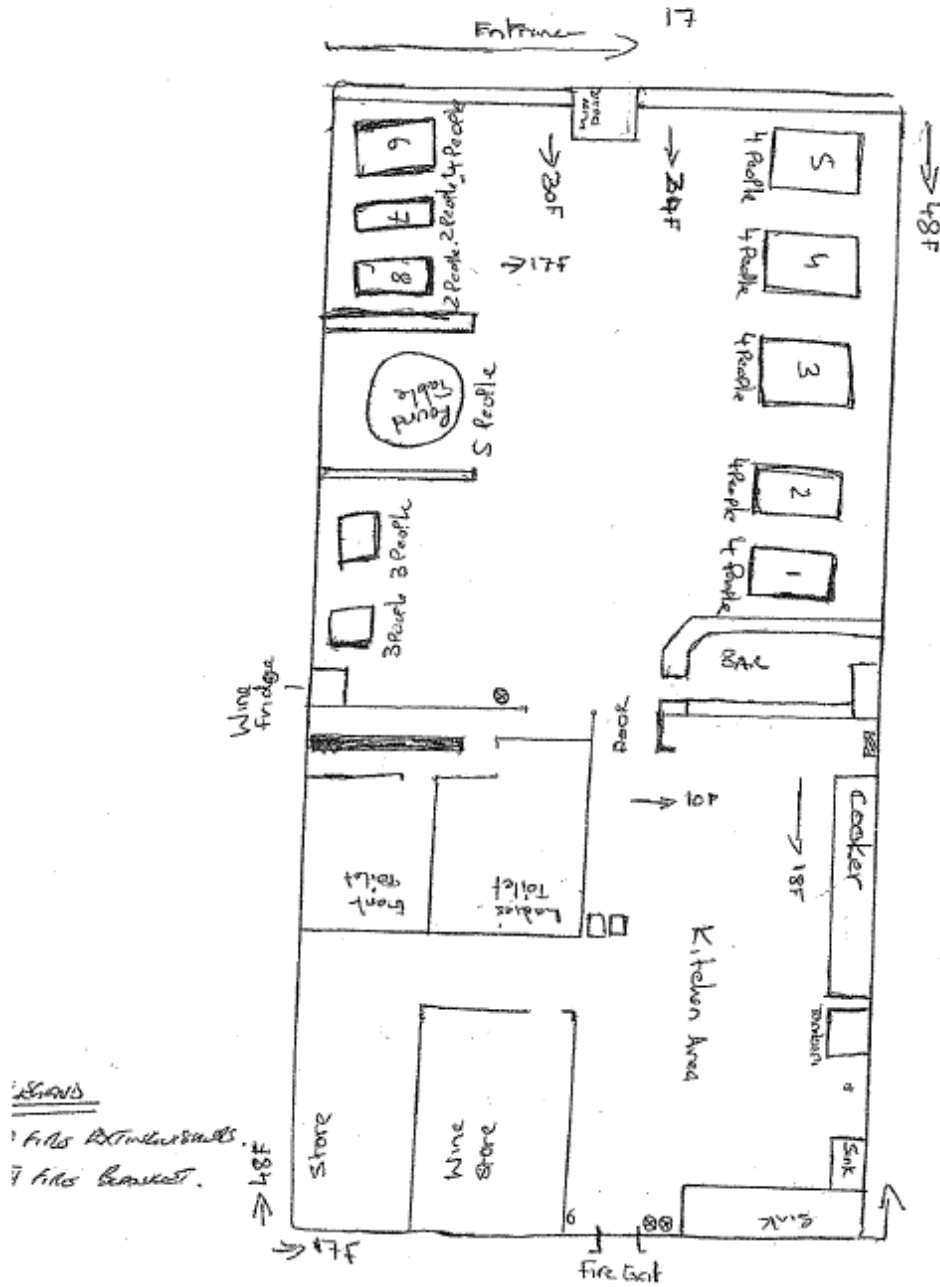 17
Entrance
Main
Door
6
4 People
7
2 People
8
2 People
30F
17F
5
4 People
4
4 People
3
4 People
2
4 People
1
4 People
48F
Round
Table
5 People
3 People
3 People
Wine
Fridge
BAR
DOOR
10F
18F
Cooker
Toilet
Ladies'
Toilet
Kitchen Area
Sink
Sink
Store
Wine
Store
48F
17F
Fire Exit
LEGEND
FIRE EXTINGUISHERS.
FIRE BLANKET.